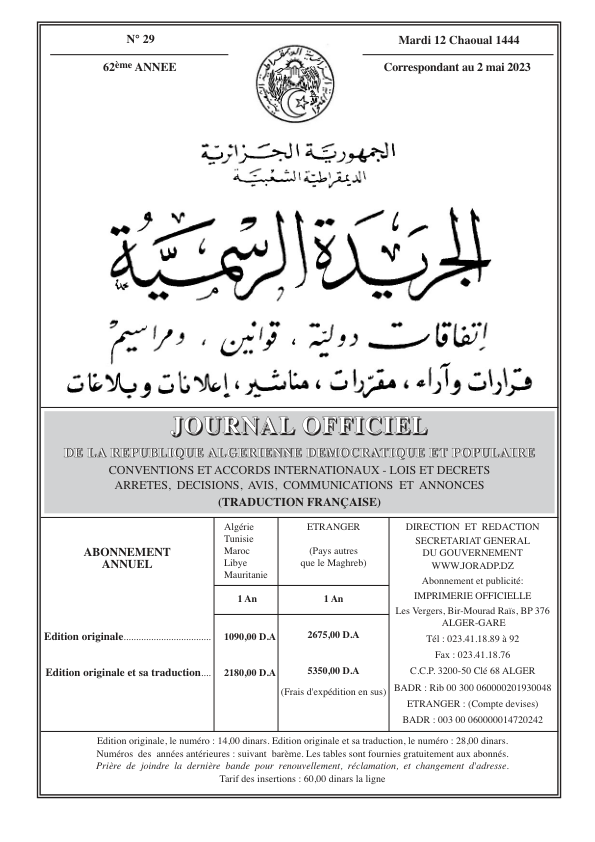 N° 29
Mardi 12 Chaoual 1444
62ème ANNEE
Correspondant au 2 mai 2023
الجمهورية الجزائرية
الديمقراطية الشعبية
الجريدة الرسمية
إتفاقات دولية ، قوانين ، ومراسيم
قرارات وآراء ، مقررات ، مناشير ، إعلانات وبلاغات
JOURNAL OFFICIEL
DE LA REPUBLIQUE ALGERIENNE DEMOCRATIQUE ET POPULAIRE
CONVENTIONS ET ACCORDS INTERNATIONAUX - LOIS ET DECRETS
ARRETES, DECISIONS, AVIS, COMMUNICATIONS ET ANNONCES
(TRADUCTION FRANÇAISE)
ABONNEMENT
ANNUEL
Algérie
Tunisie
Maroc
Libye
Mauritanie
ETRANGER
(Pays autres
que le Maghreb)
1 An
1 An
Edition originale.................................. 1090,00 D.A 2675,00 D.A
Edition originale et sa traduction.... 2180,00 D.A 5350,00 D.A
(Frais d'expédition en sus)
DIRECTION ET REDACTION
SECRETARIAT GENERAL
DU GOUVERNEMENT
WWW.JORADP.DZ
Abonnement et publicité:
IMPRIMERIE OFFICIELLE
Les Vergers, Bir-Mourad Raïs, BP 376
ALGER-GARE
Tél : 023.41.18.89 à 92
Fax : 023.41.18.76
C.C.P. 3200-50 Clé 68 ALGER
BADR : Rib 00 300 060000201930048
ETRANGER : (Compte devises)
BADR : 003 00 060000014720242
Edition originale, le numéro : 14,00 dinars. Edition originale et sa traduction, le numéro : 28,00 dinars.
Numéros des années antérieures : suivant barème. Les tables sont fournies gratuitement aux abonnés.
Prière de joindre la dernière bande pour renouvellement, réclamation, et changement d'adresse.
Tarif des insertions : 60,00 dinars la ligne